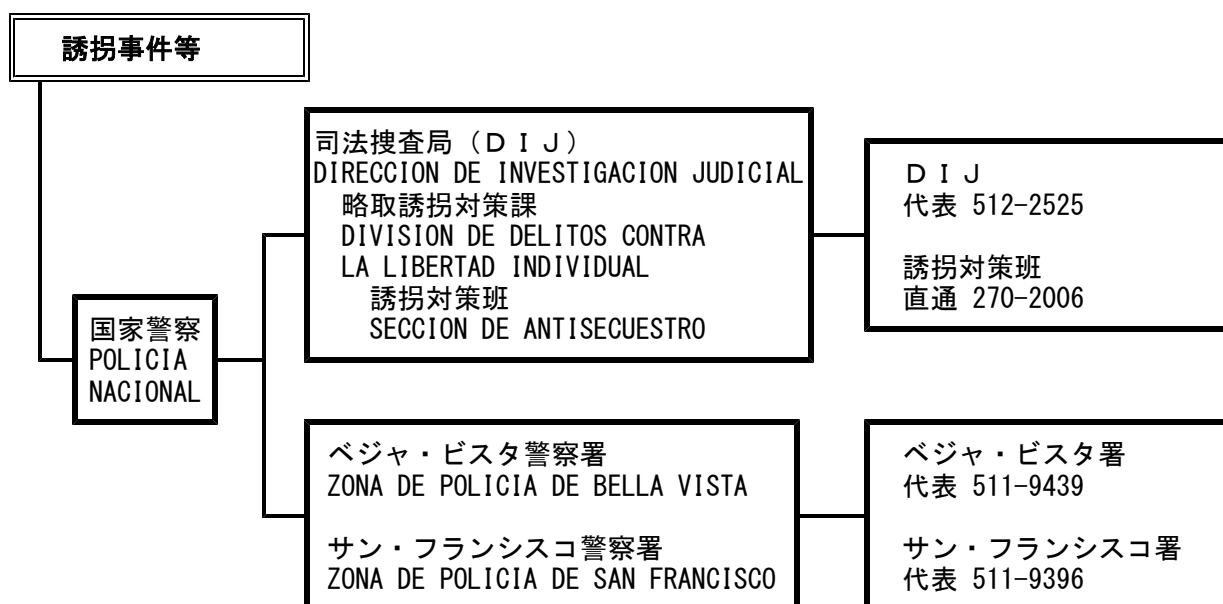 誘拐事件等
国家警察
POLICIA
NACIONAL
司法捜査局（ＤＩＪ）
DIRECCION DE INVESTIGACION JUDICIAL
略取誘拐対策課
DIVISION DE DELITOS CONTRA
LA LIBERTAD INDIVIDUAL
誘拐対策班
SECCION DE ANTISECUESTRO
ＤＩＪ
代表 512-2525
誘拐対策班
直通 270-2006
ベジャ・ビスタ警察署
ZONA DE POLICIA DE BELLA VISTA
サン・フランシスコ警察署
ZONA DE POLICIA DE SAN FRANCISCO
ベジャ・ビスタ署
代表 511-9439
サン・フランシスコ署
代表 511-9396